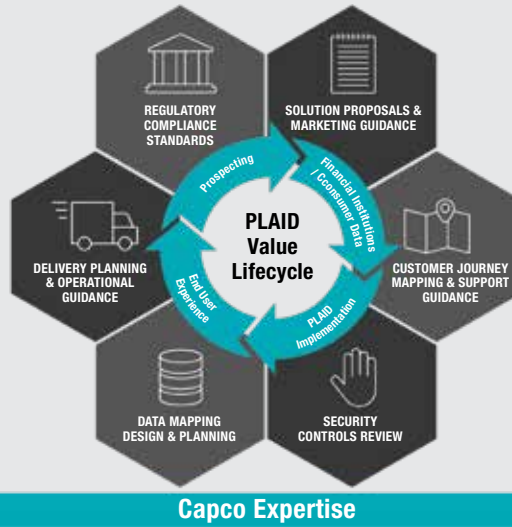 REGULATORY
COMPLIANCE
STANDARDS
SOLUTION PROPOSALS &
MARKETING GUIDANCE
Prospecting
Financial Institutions
/ Cconsumer Data
PLAID
Value
Lifecycle
DELIVERY PLANNING
& OPERATIONAL
GUIDANCE
CUSTOMER JOURNEY
MAPPING & SUPPORT
GUIDANCE
End User
Experience
PLAID
Implementation
DATA MAPPING
DESIGN & PLANNING
SECURITY
CONTROLS REVIEW
Capco Expertise